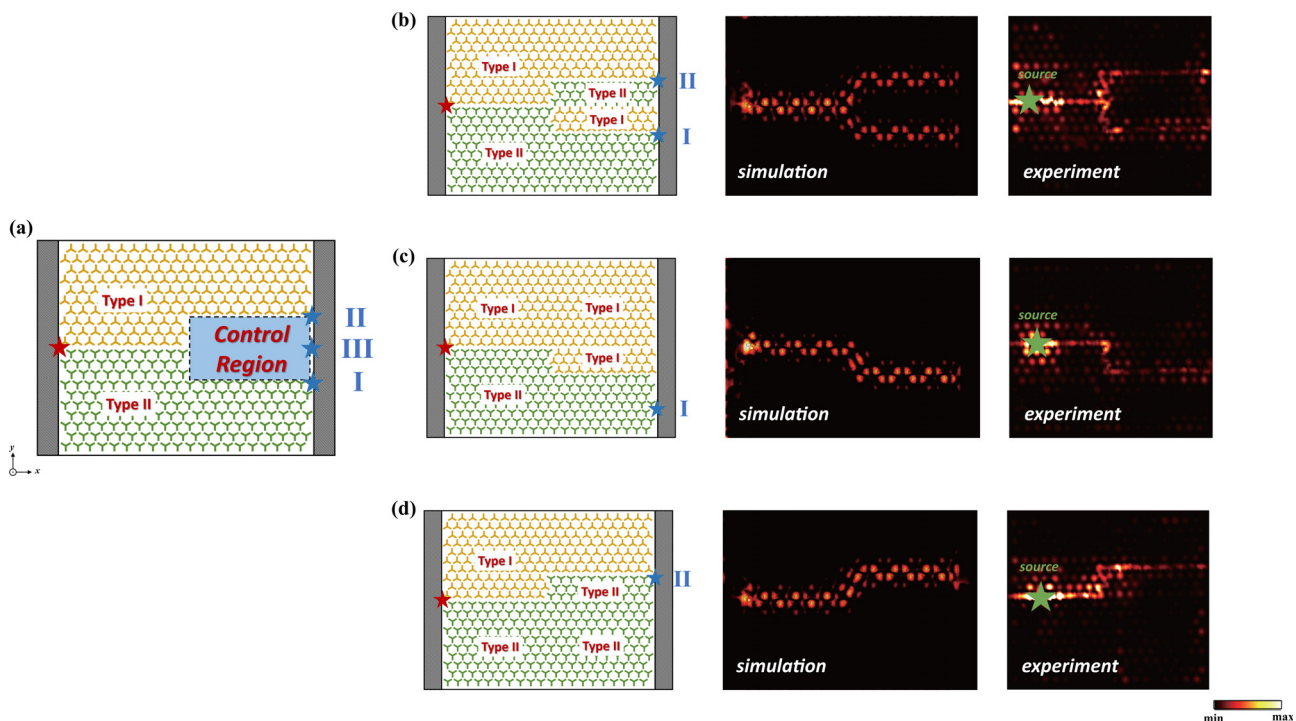 (b)
Type I
Type II
Type I
Type II
II
I
simulation
source
experiment
(a)
Type I
Control
Region
Type II
II
III
I
y
x
(c)
Type I
Type I
Type I
Type II
I
simulation
source
experiment
(d)
Type I
Type II
Type II
Type II
II
simulation
source
experiment
min
max